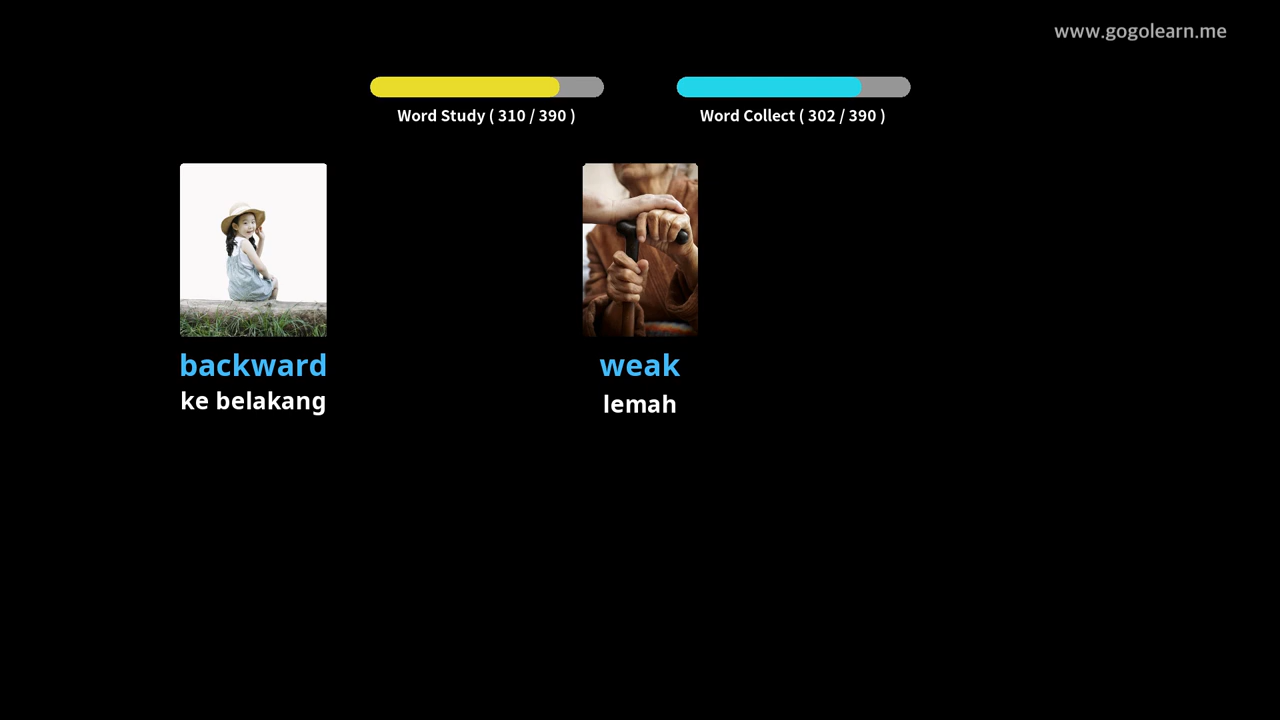 www.gogolearn.me
Word Study ( 310 / 390 )
Word Collect ( 302 / 390 )
backward
ke belakang
weak
lemah